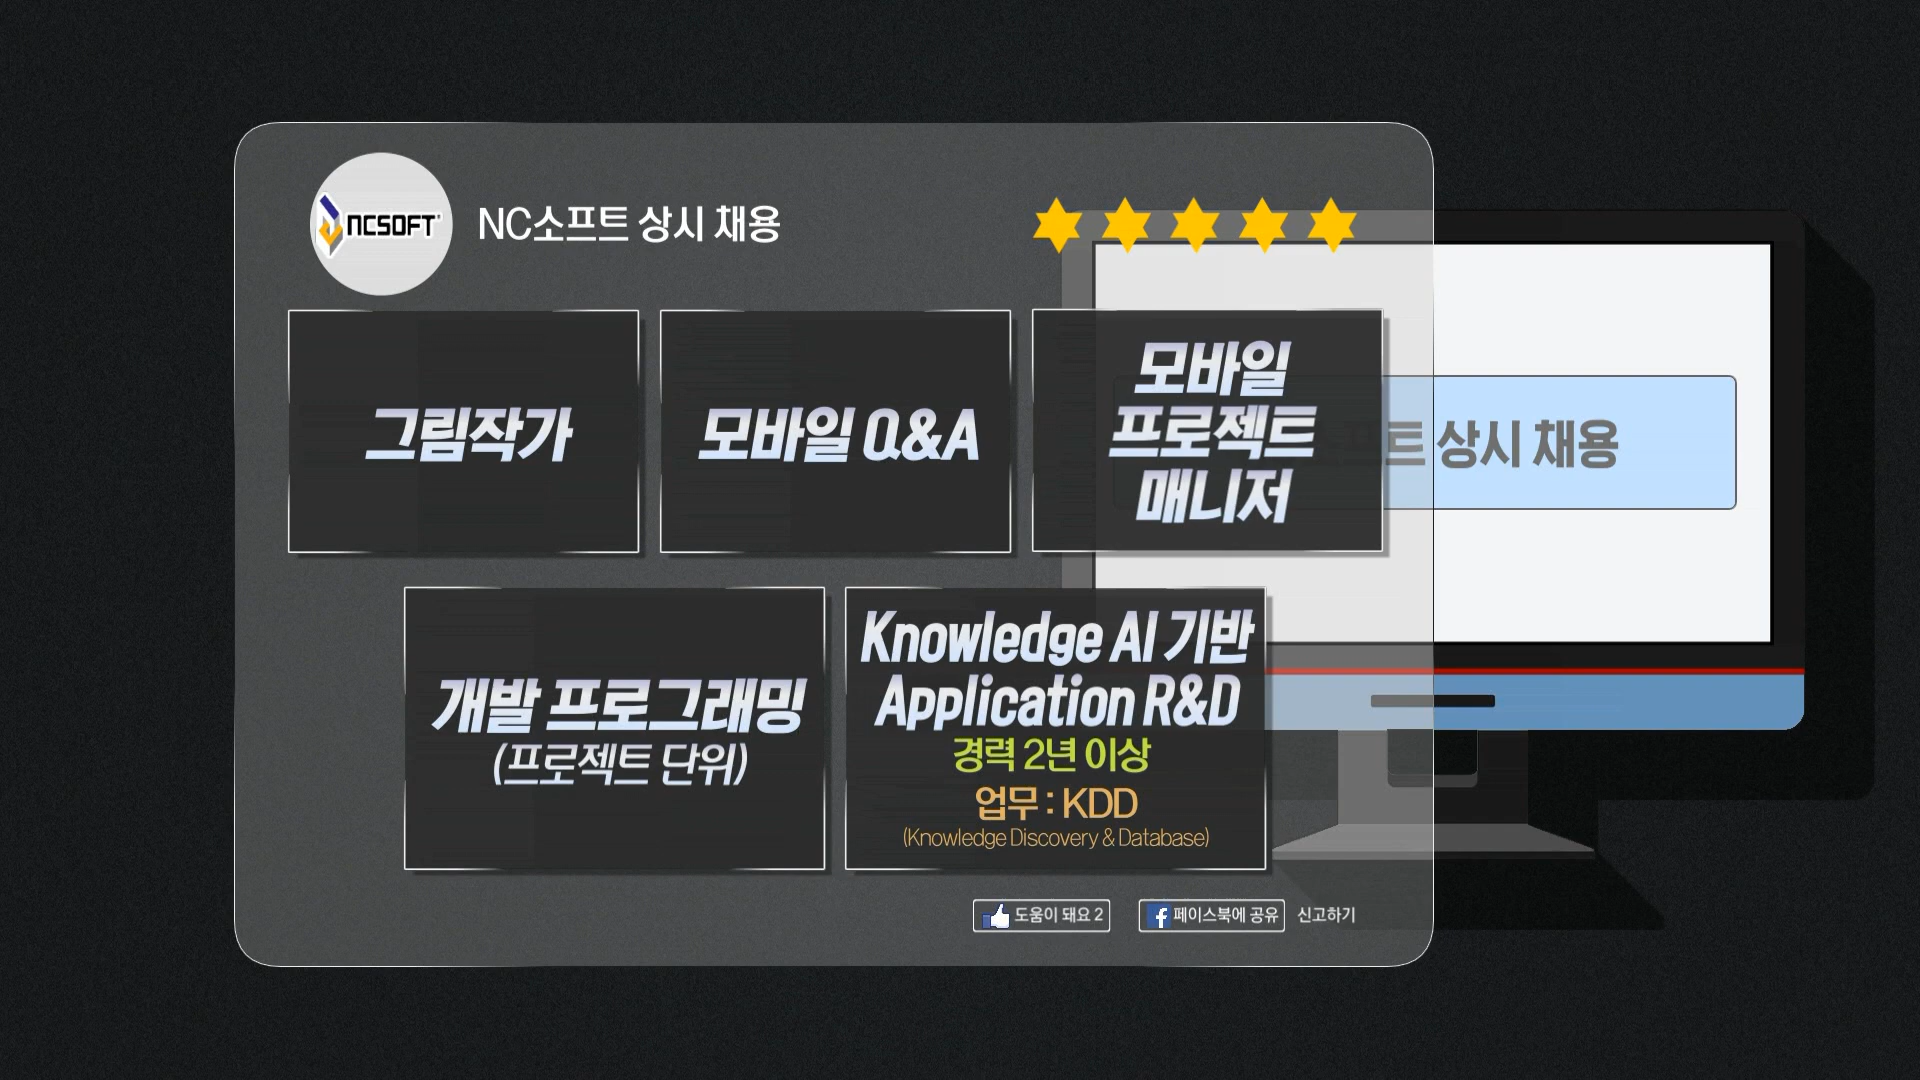 NCSOFT
NC소프트 상시 채용
그림작가
모바일 Q&A
모바일
프로젝트
매니저
프트 상시 채용
개발 프로그래밍
(프로젝트 단위)
Knowledge AI 기반
Application R&D
경력 2년 이상
업무 : KDD
(Knowledge Discovery & Database)
도움이 돼요 2
f 페이스북에 공유
신고하기